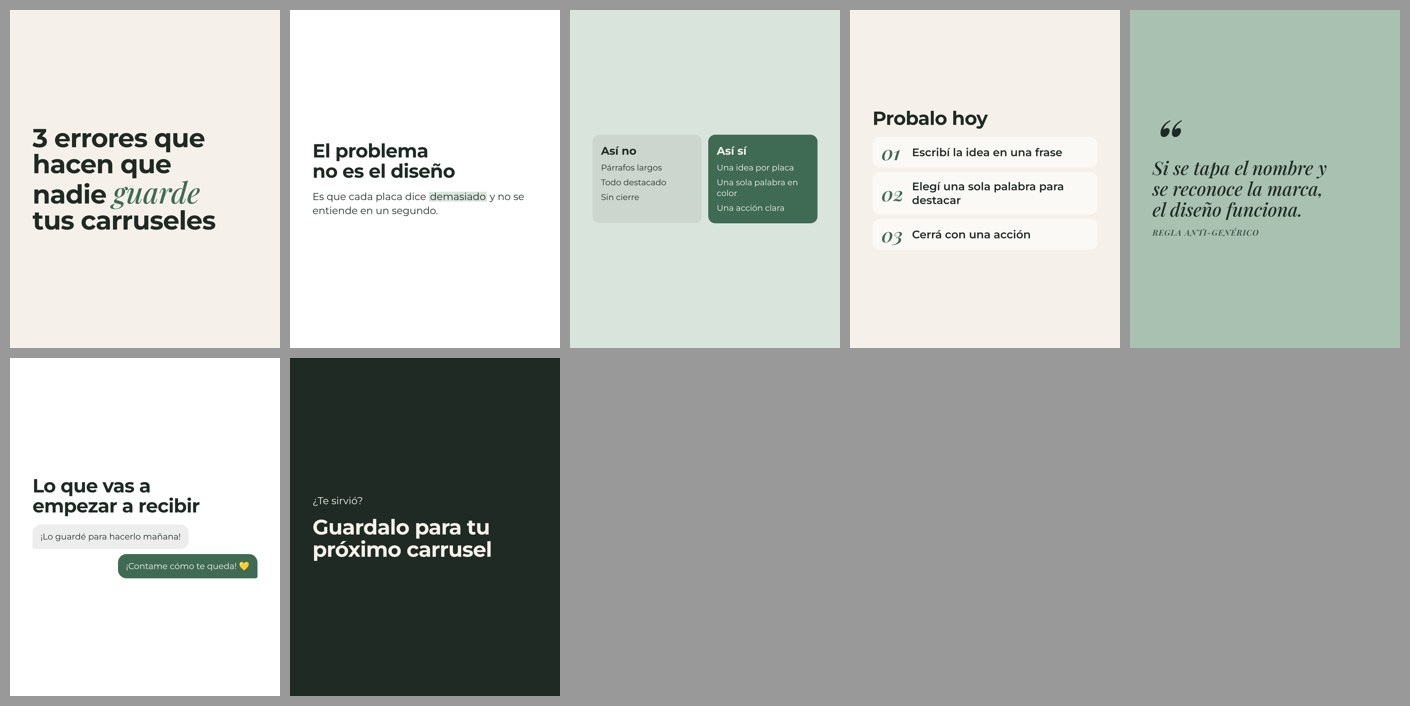 3 errores que
hacen que
nadie guarde
tus carruseles
El problema
no es el diseño
Es que cada placa dice demasiado y no se
entiende en un segundo.
Así no
Párrafos largos
Todo destacado
Sin cierre
Así sí
Una idea por placa
Una sola palabra en
color
Una acción clara
Probalo hoy
01 Escribí la idea en una frase
02 Elegí una sola palabra para
destacar
03 Cerrá con una acción
“
Si se tapa el nombre y
se reconoce la marca,
el diseño funciona.
REGLA ANTI-GENÉRICO
Lo que vas a
empezar a recibir
¡Lo guardé para hacerlo mañana!
¡Contame cómo te queda! 💛
¿Te sirvió?
Guardalo para tu
próximo carrusel